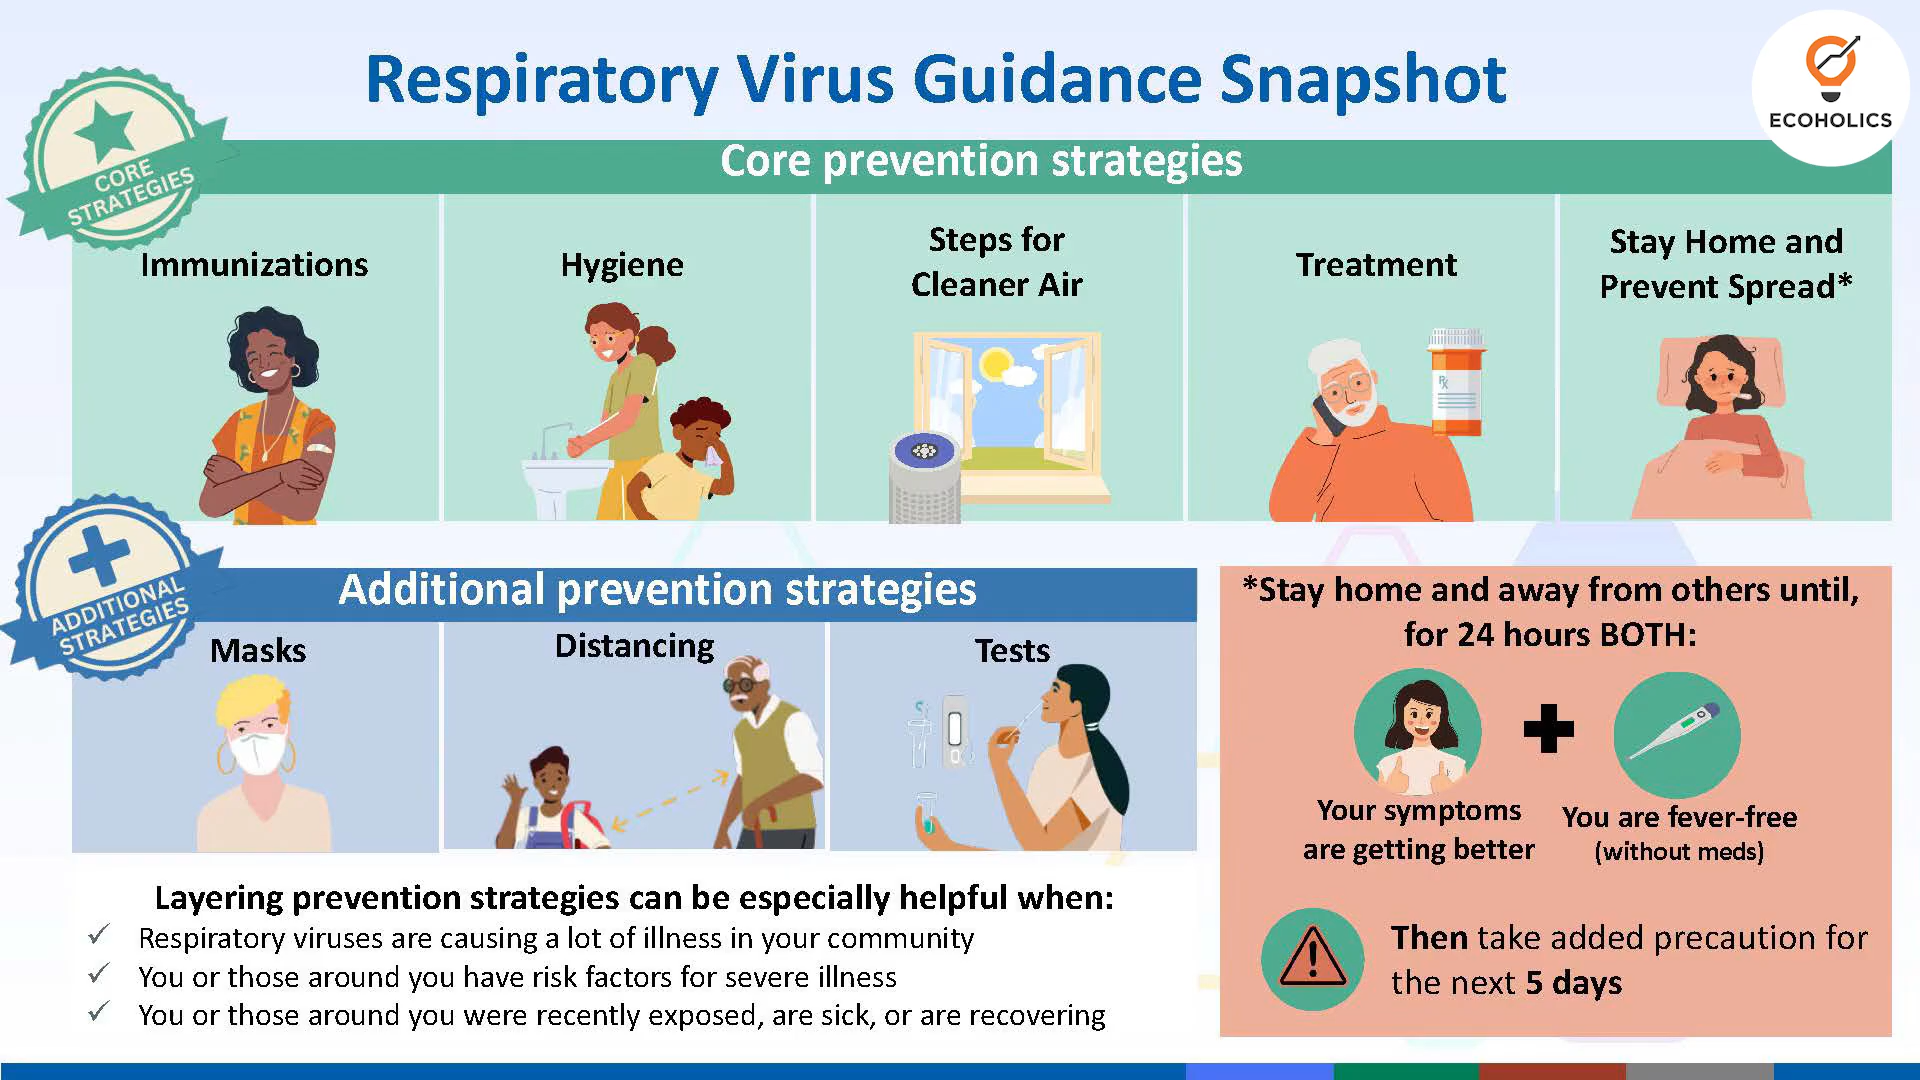 Respiratory Virus Guidance Snapshot
ECOHOLICS
CORE
STRATEGIES
Core prevention strategies
Immunizations
Hygiene
Steps for
Cleaner Air
Treatment
Stay Home and
Prevent Spread*
Rx
ADDITIONAL
STRATEGIES
Additional prevention strategies
Masks
Distancing
Tests
*Stay home and away from others until,
for 24 hours BOTH:
Your symptoms
are getting better
You are fever-free
(without meds)
Then take added precaution for
the next 5 days
Layering prevention strategies can be especially helpful when:
✓ Respiratory viruses are causing a lot of illness in your community
✓ You or those around you have risk factors for severe illness
✓ You or those around you were recently exposed, are sick, or are recovering